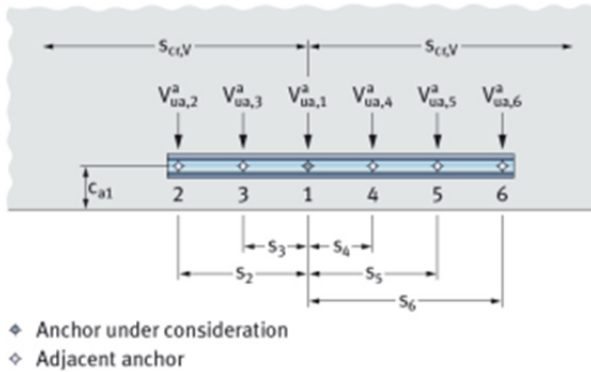 s_cr,V s_cr,V
V^a_ua,2 V^a_ua,3 V^a_ua,1 V^a_ua,4 V^a_ua,5 V^a_ua,6
c_a1
2 3 1 4 5 6
s_3 s_4
s_2 s_5
s_6
Anchor under consideration
Adjacent anchor